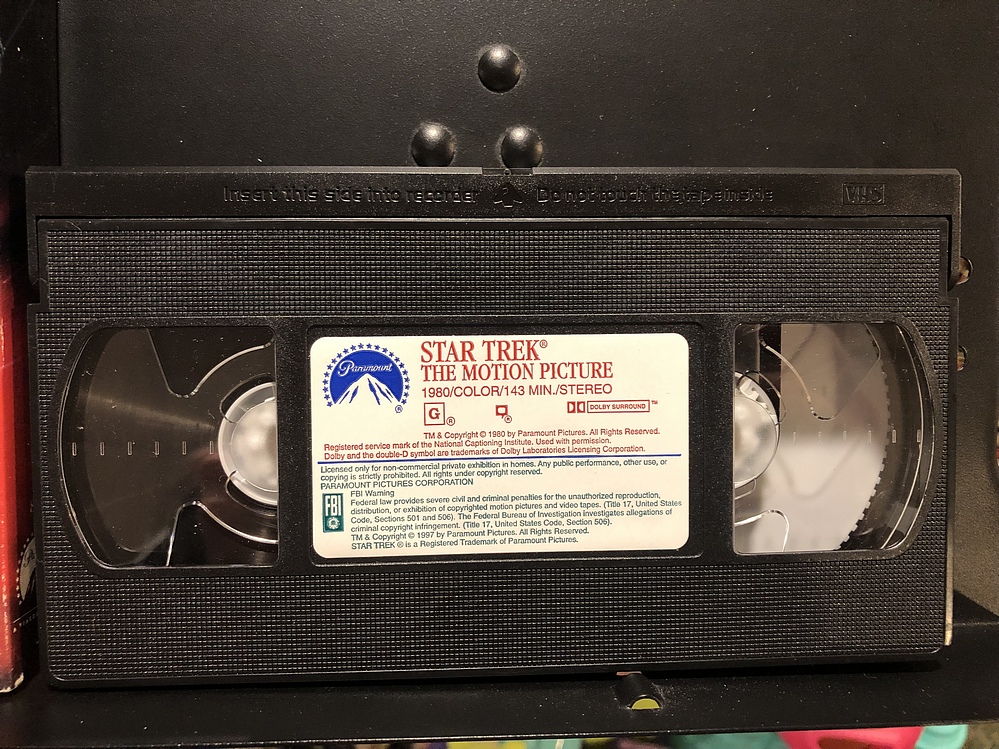 Insert this side into recorder Do not touch the tape inside VHS
Paramount ®
STAR TREK®
THE MOTION PICTURE
1980/COLOR/143 MIN./STEREO
G ® ® DOLBY SURROUND ™
TM & Copyright © 1980 by Paramount Pictures. All Rights Reserved.
Registered service mark of the National Captioning Institute. Used with permission.
Dolby and the double-D symbol are trademarks of Dolby Laboratories Licensing Corporation.
Licensed only for non-commercial private exhibition in homes. Any public performance, other use, or
copying is strictly prohibited. All rights under copyright reserved.
PARAMOUNT PICTURES CORPORATION
FBI Warning
FBI
Federal law provides severe civil and criminal penalties for the unauthorized reproduction,
distribution, or exhibition of copyrighted motion pictures and video tapes. (Title 17, United States
Code, Sections 501 and 506). The Federal Bureau of Investigation investigates allegations of
criminal copyright infringement. (Title 17, United States Code, Section 506).
TM & Copyright © 1997 by Paramount Pictures. All Rights Reserved.
STAR TREK ® is a Registered Trademark of Paramount Pictures.